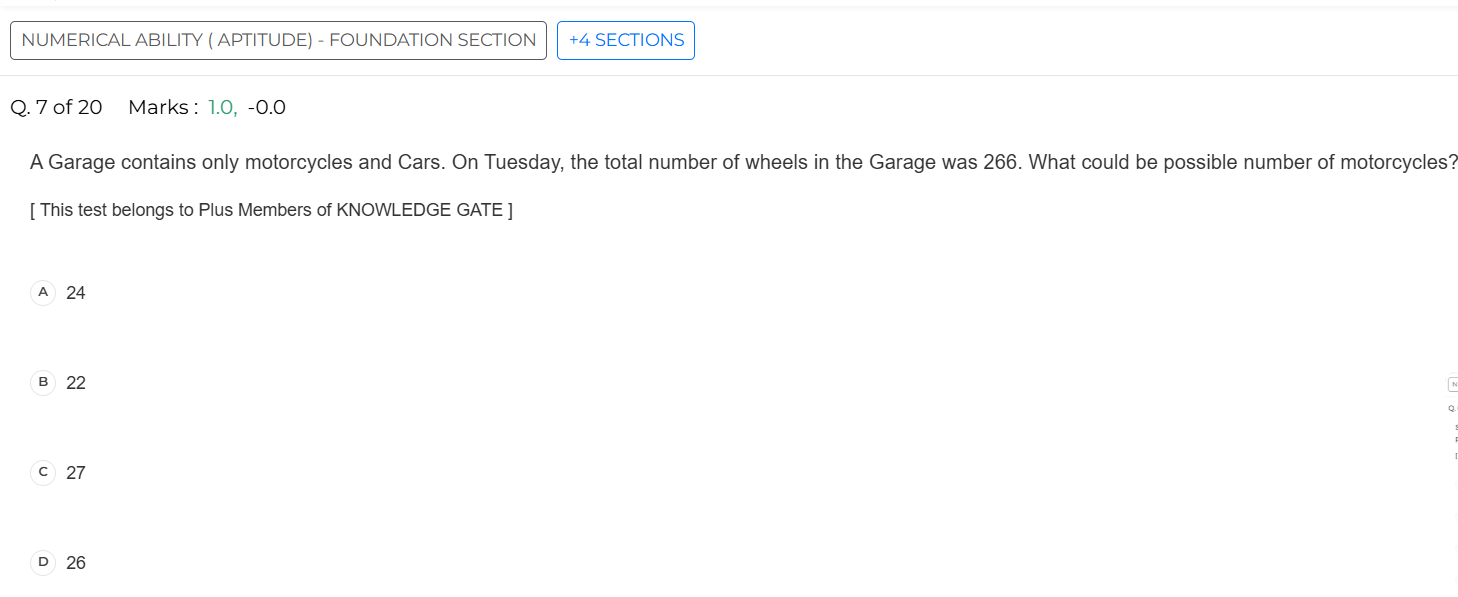 NUMERICAL ABILITY ( APTITUDE) - FOUNDATION SECTION +4 SECTIONS
Q. 7 of 20 Marks : 1.0, -0.0
A Garage contains only motorcycles and Cars. On Tuesday, the total number of wheels in the Garage was 266. What could be possible number of motorcycles?
[ This test belongs to Plus Members of KNOWLEDGE GATE ]
A 24
B 22
C 27
D 26